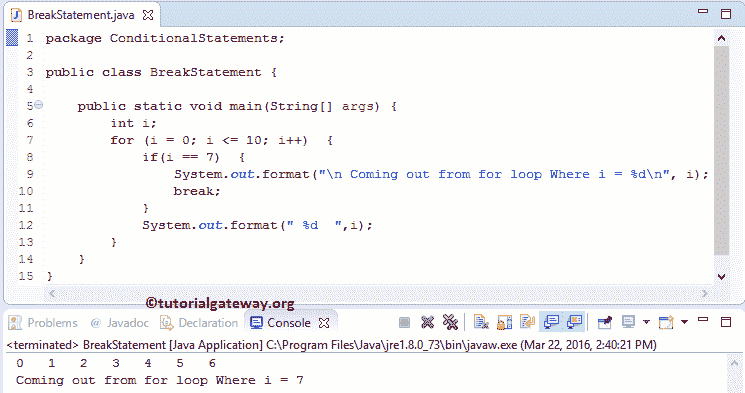 BreakStatement.java
1 package ConditionalStatements;
2
3 public class BreakStatement {
4
5 public static void main(String[] args) {
6 int i;
7 for (i = 0; i <= 10; i++)  {
8 if(i == 7)  {
9 System.out.format("\n Coming out from for loop Where i = %d\n", i);
10 break;
11 }
12 System.out.format(" %d  ",i);
13 }
14 }
15 }
©tutorialgateway.org
Problems @ Javadoc Declaration Console
<terminated> BreakStatement [Java Application] C:\Program Files\Java\jre1.8.0_73\bin\javaw.exe (Mar 22, 2016, 2:40:21 PM)
0 1 2 3 4 5 6
Coming out from for loop Where i = 7